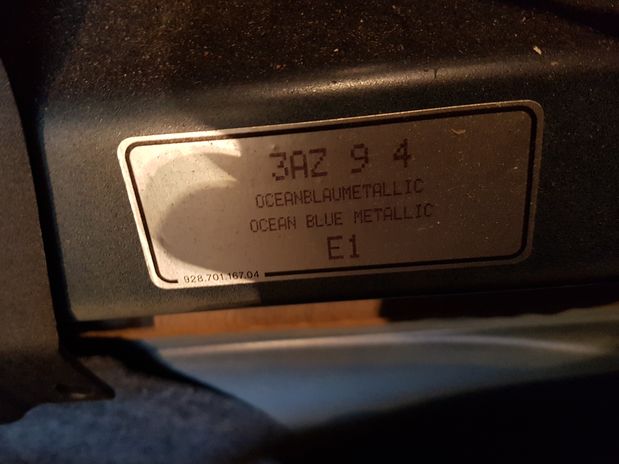 3AZ 9 4
OCEANBLAUMETALLIC
OCEAN BLUE METALLIC
E1
928.701.167.04